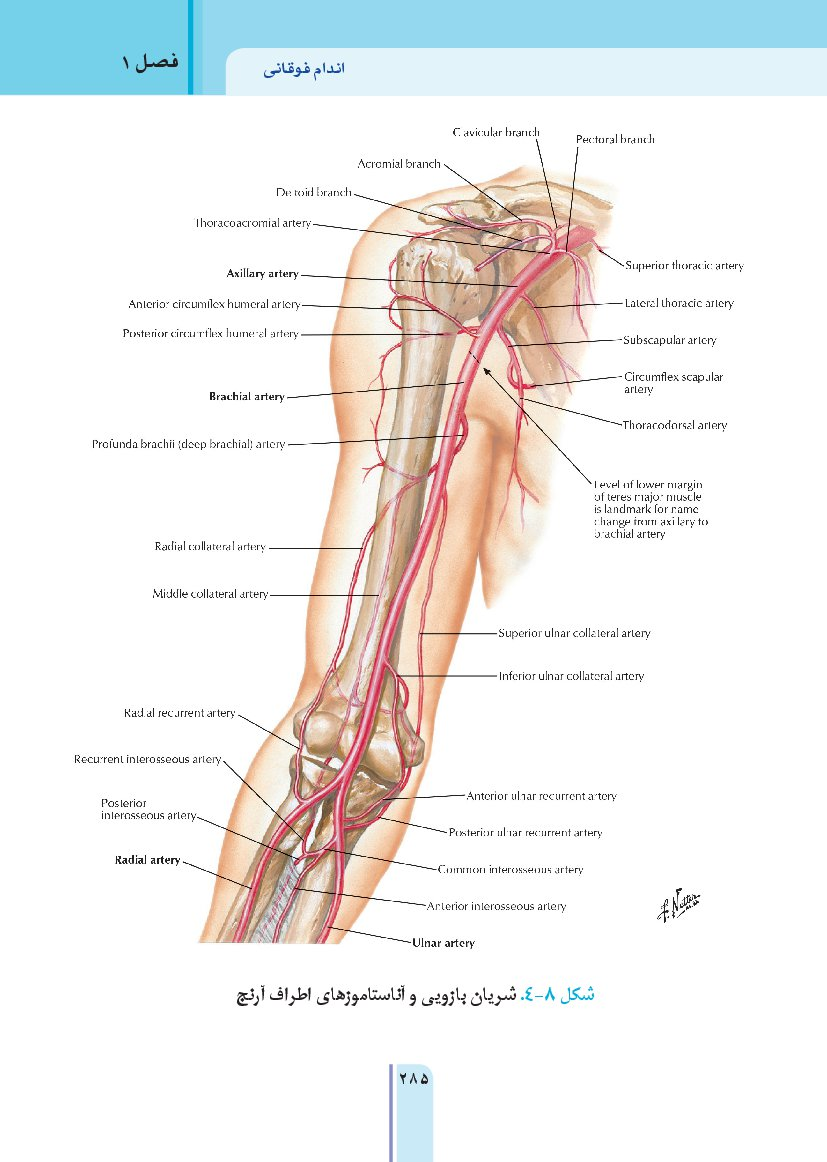 فصل ۱
اندام فوقانی
Clavicular branch
Pectoral branch
Acromial branch
Deltoid branch
Thoracoacromial artery
Superior thoracic artery
Axillary artery
Lateral thoracic artery
Anterior circumflex humeral artery
Posterior circumflex humeral artery
Subscapular artery
Circumflex scapular
artery
Brachial artery
Thoracodorsal artery
Profunda brachii (deep brachial) artery
Level of lower margin
of teres major muscle
is landmark for name
change from axillary to
brachial artery
Radial collateral artery
Middle collateral artery
Superior ulnar collateral artery
Inferior ulnar collateral artery
Radial recurrent artery
Recurrent interosseous artery
Anterior ulnar recurrent artery
Posterior
interosseous artery
Posterior ulnar recurrent artery
Radial artery
Common interosseous artery
Anterior interosseous artery
F. Netter
Ulnar artery
شکل ۸-٤. شریان بازویی و آناستاموزهای اطراف آرنج
۲۸۵